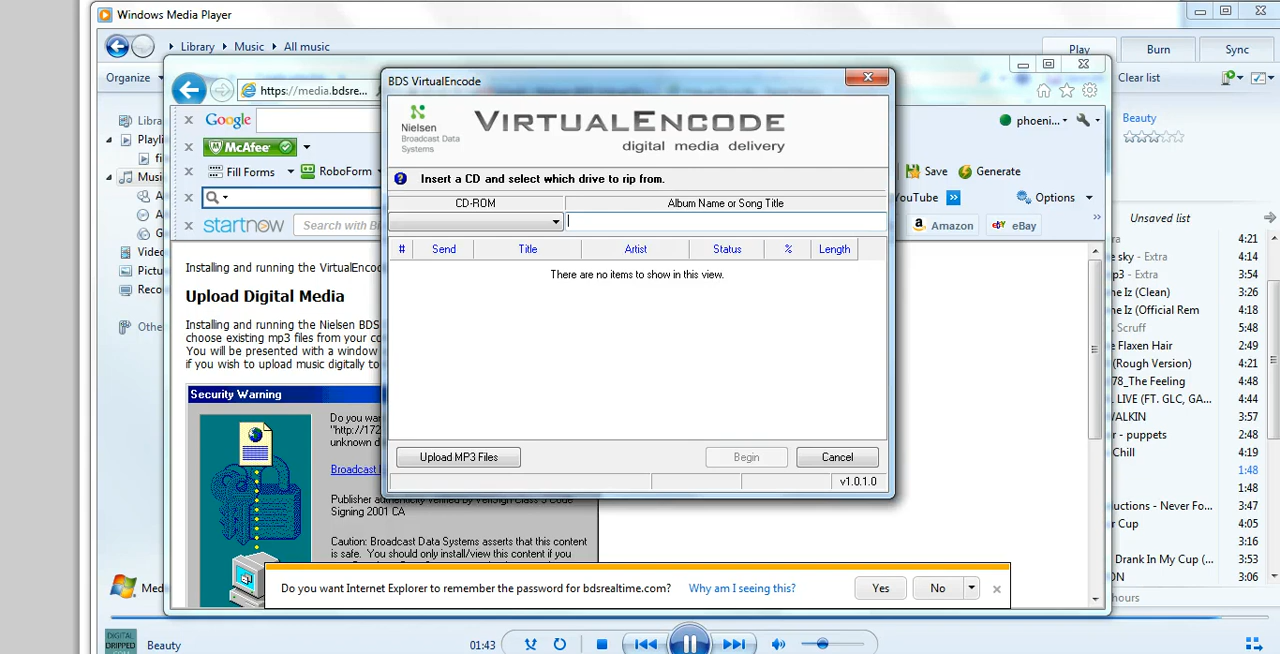 Windows Media Player
Library Music All music
Play Burn Sync
Organize
Clear list
https://media.bdsre...
BDS VirtualEncode
Nielsen
Broadcast Data
Systems
VIRTUALENCODE
digital media delivery
Insert a CD and select which drive to rip from.
CD-ROM Album Name or Song Title
# Send Title Artist Status % Length
There are no items to show in this view.
Upload MP3 Files Begin Cancel
v1.0.1.0
Google
phoeni...
McAfee
Fill Forms RoboForm Save Generate
YouTube Options
startnow Search with Amazon eBay
Beauty
Unsaved list
4:21
e sky - Extra 4:14
p3 - Extra 3:54
ne Iz (Clean) 3:26
ne Iz (Official Rem 4:18
Scruff 5:48
Flaxen Hair 2:49
(Rough Version) 4:21
78_The Feeling 4:48
LIVE (FT. GLC, GA... 4:44
WALKIN 3:57
r - puppets 2:48
Chill 4:19
1:48
1:48
uctions - Never Fo... 3:47
r Cup 4:05
3:16
Drank In My Cup (... 3:59
ON 3:06
hours
Installing and running the VirtualEncod
Upload Digital Media
Installing and running the Nielsen BDS
choose existing mp3 files from your co
You will be presented with a window
if you wish to upload music digitally to
Security Warning
Do you wa
"http://172
unknown d
Broadcast
Publisher authenticity verified by VeriSign Class 3 Code
Signing 2001 CA
Caution: Broadcast Data Systems asserts that this content
is safe. You should only install/view this content if you
Do you want Internet Explorer to remember the password for bdsrealtime.com? Why am I seeing this? Yes No
Beauty
01:43
DIGITAL
DRIPPED
.COM